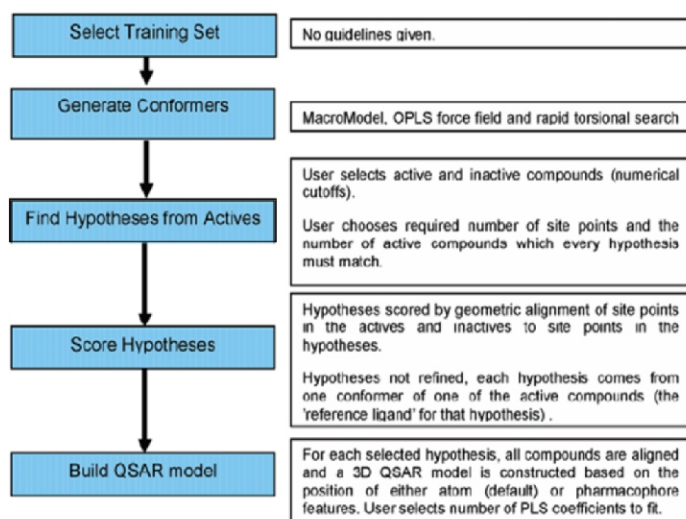 Select Training Set
No guidelines given.
Generate Conformers
MacroModel, OPLS force field and rapid torsional search
Find Hypotheses from Actives
User selects active and inactive compounds (numerical
cutoffs).
User chooses required number of site points and the
number of active compounds which every hypothesis
must match.
Score Hypotheses
Hypotheses scored by geometric alignment of site points
in the actives and inactives to site points in the
hypotheses.
Hypotheses not refined, each hypothesis comes from
one conformer of one of the active compounds (the
'reference ligand' for that hypothesis) .
Build QSAR model
For each selected hypothesis, all compounds are aligned
and a 3D QSAR model is constructed based on the
position of either atom (default) or pharmacophore
features. User selects number of PLS coefficients to fit.